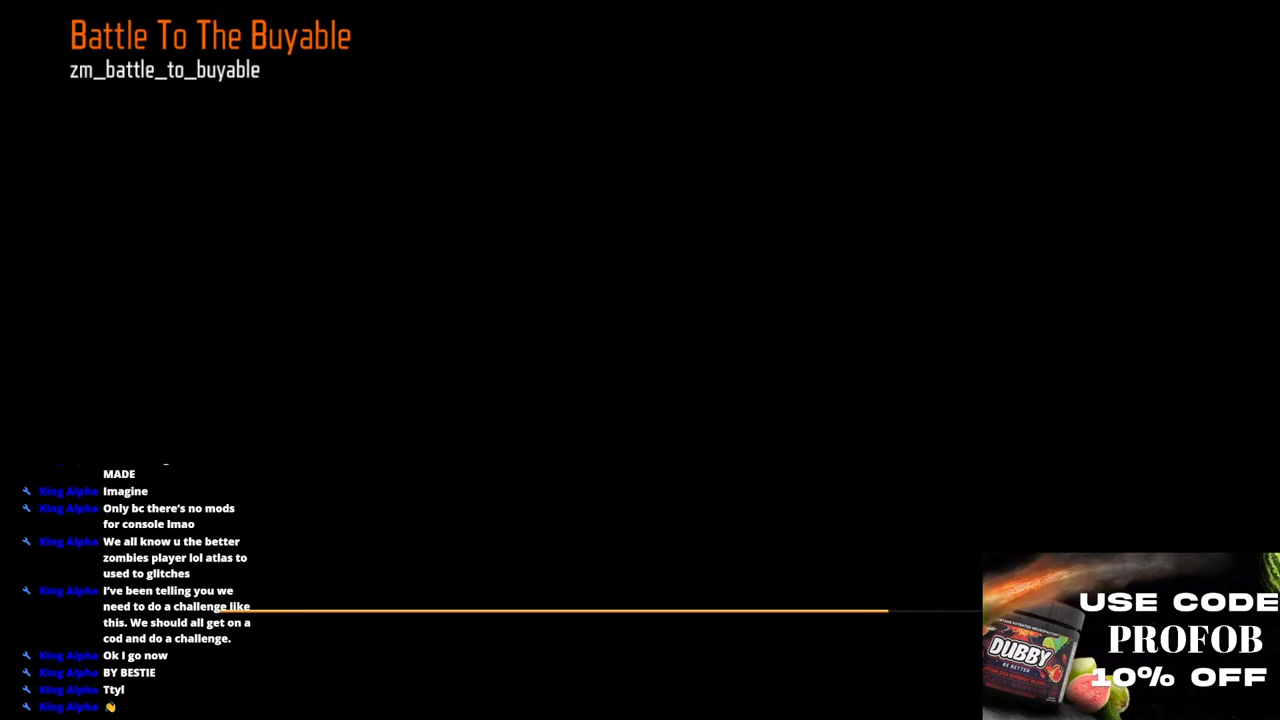 Battle To The Buyable
zm_battle_to_buyable
MADE
King Alpha Imagine
King Alpha Only bc there's no mods
for console lmao
King Alpha We all know u the better
zombies player lol atlas to
used to glitches
King Alpha I've been telling you we
need to do a challenge like
this. We should all get on a
cod and do a challenge.
King Alpha Ok I go now
King Alpha BY BESTIE
King Alpha Ttyl
King Alpha 👋
USE CODE
PROFOB
10% OFF
DUBBY
BE BETTER